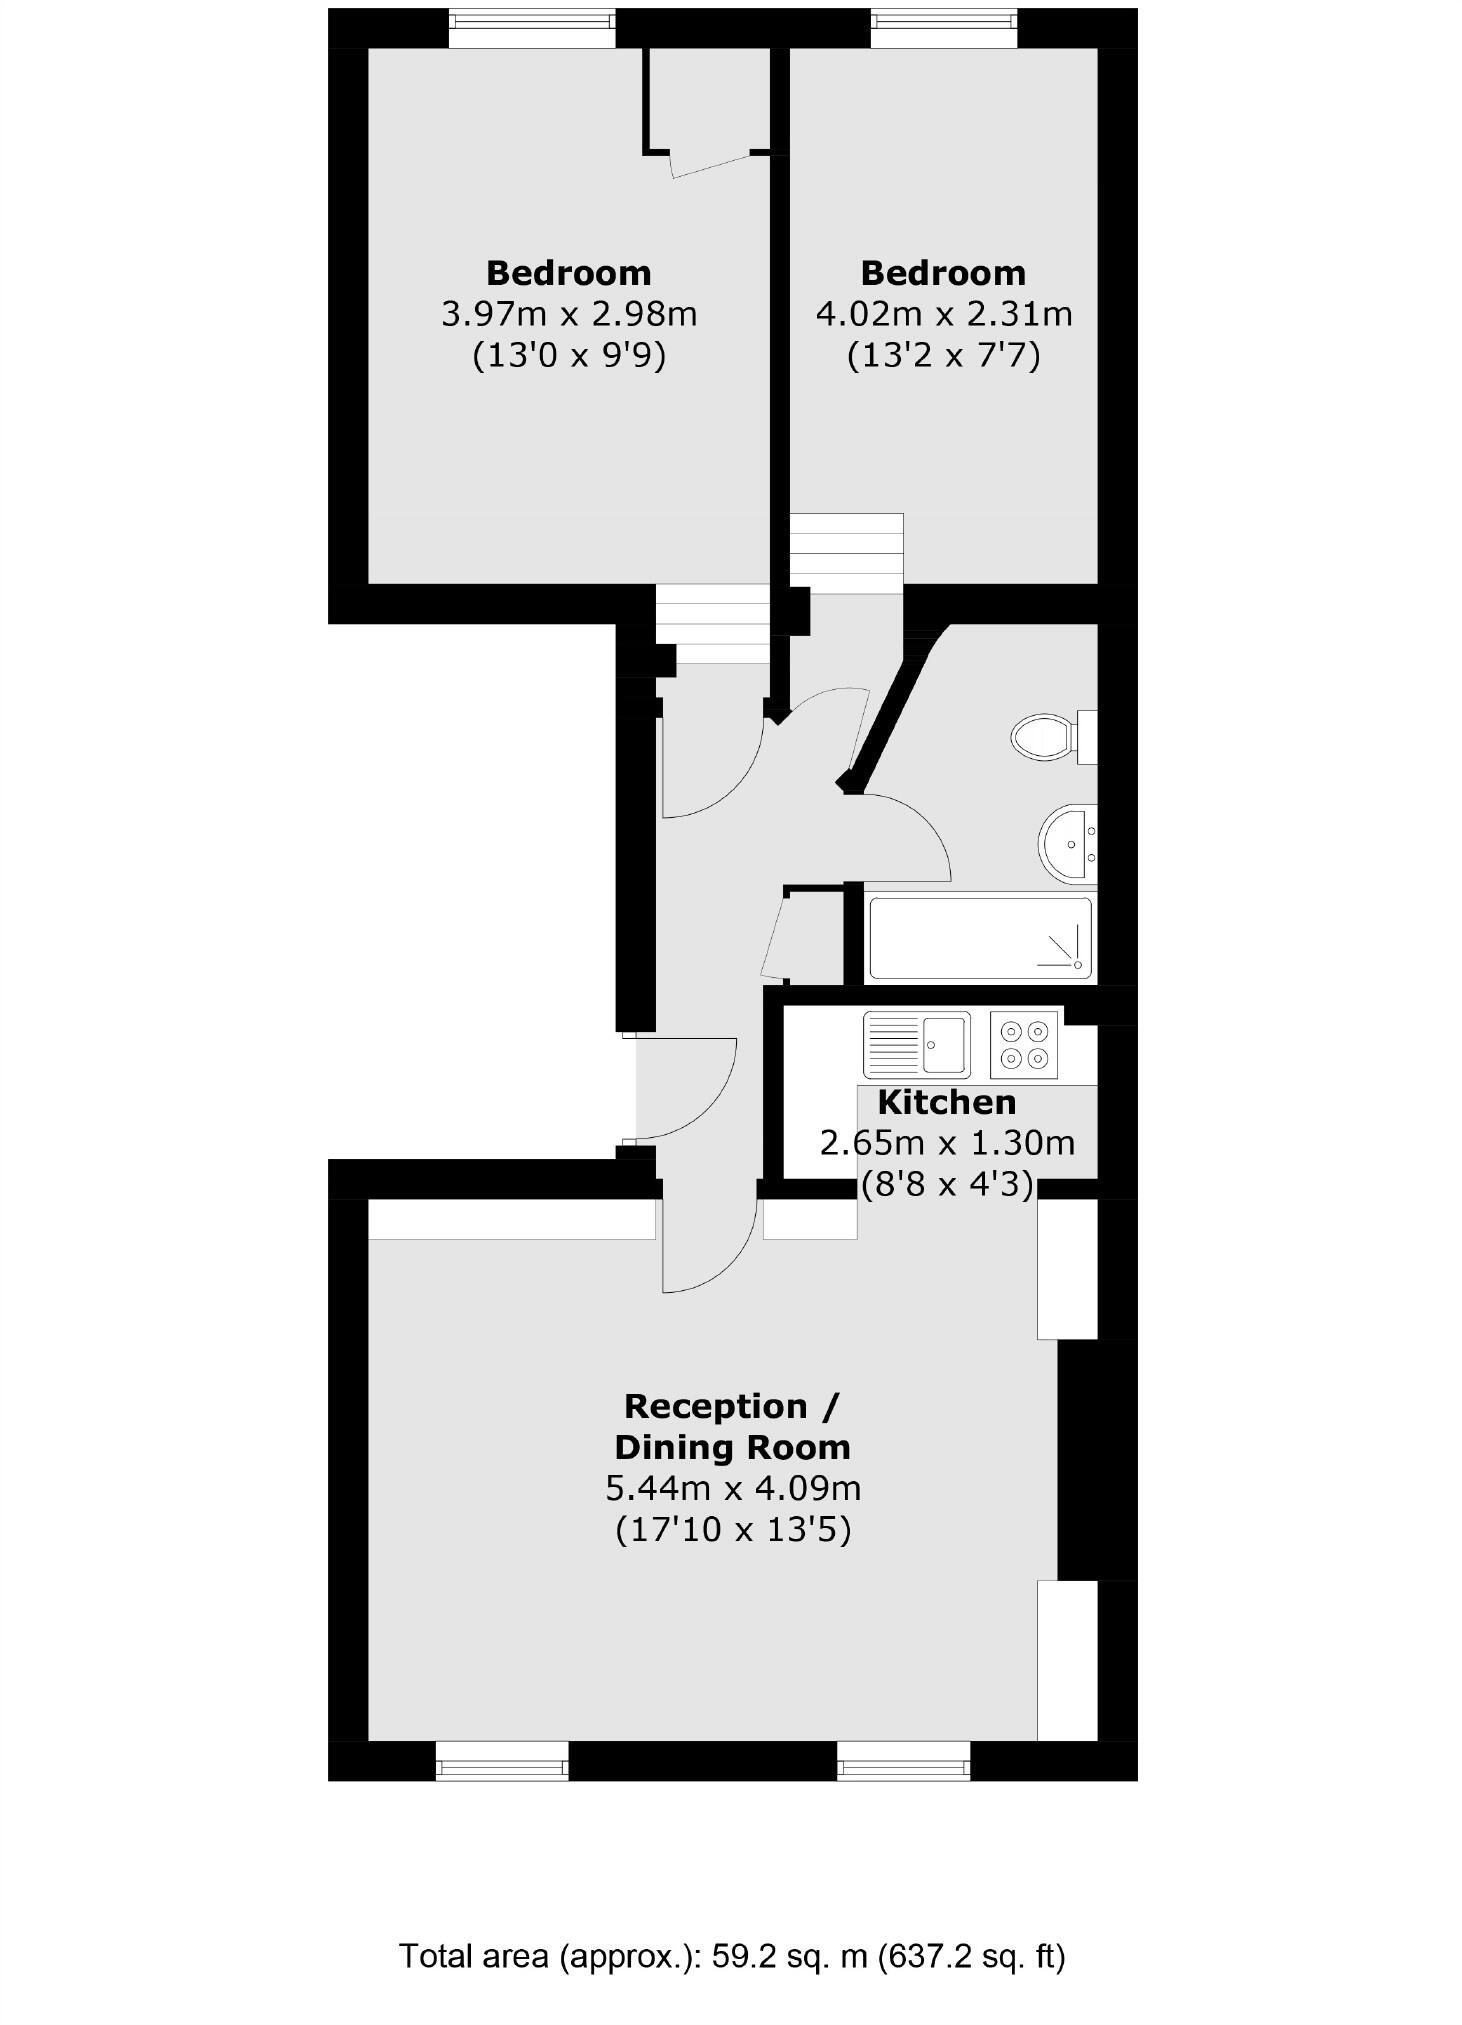 Bedroom
3.97m x 2.98m
(13'0 x 9'9)
Bedroom
4.02m x 2.31m
(13'2 x 7'7)
Kitchen
2.65m x 1.30m
(8'8 x 4'3)
Reception /
Dining Room
5.44m x 4.09m
(17'10 x 13'5)
Total area (approx.): 59.2 sq. m (637.2 sq. ft)